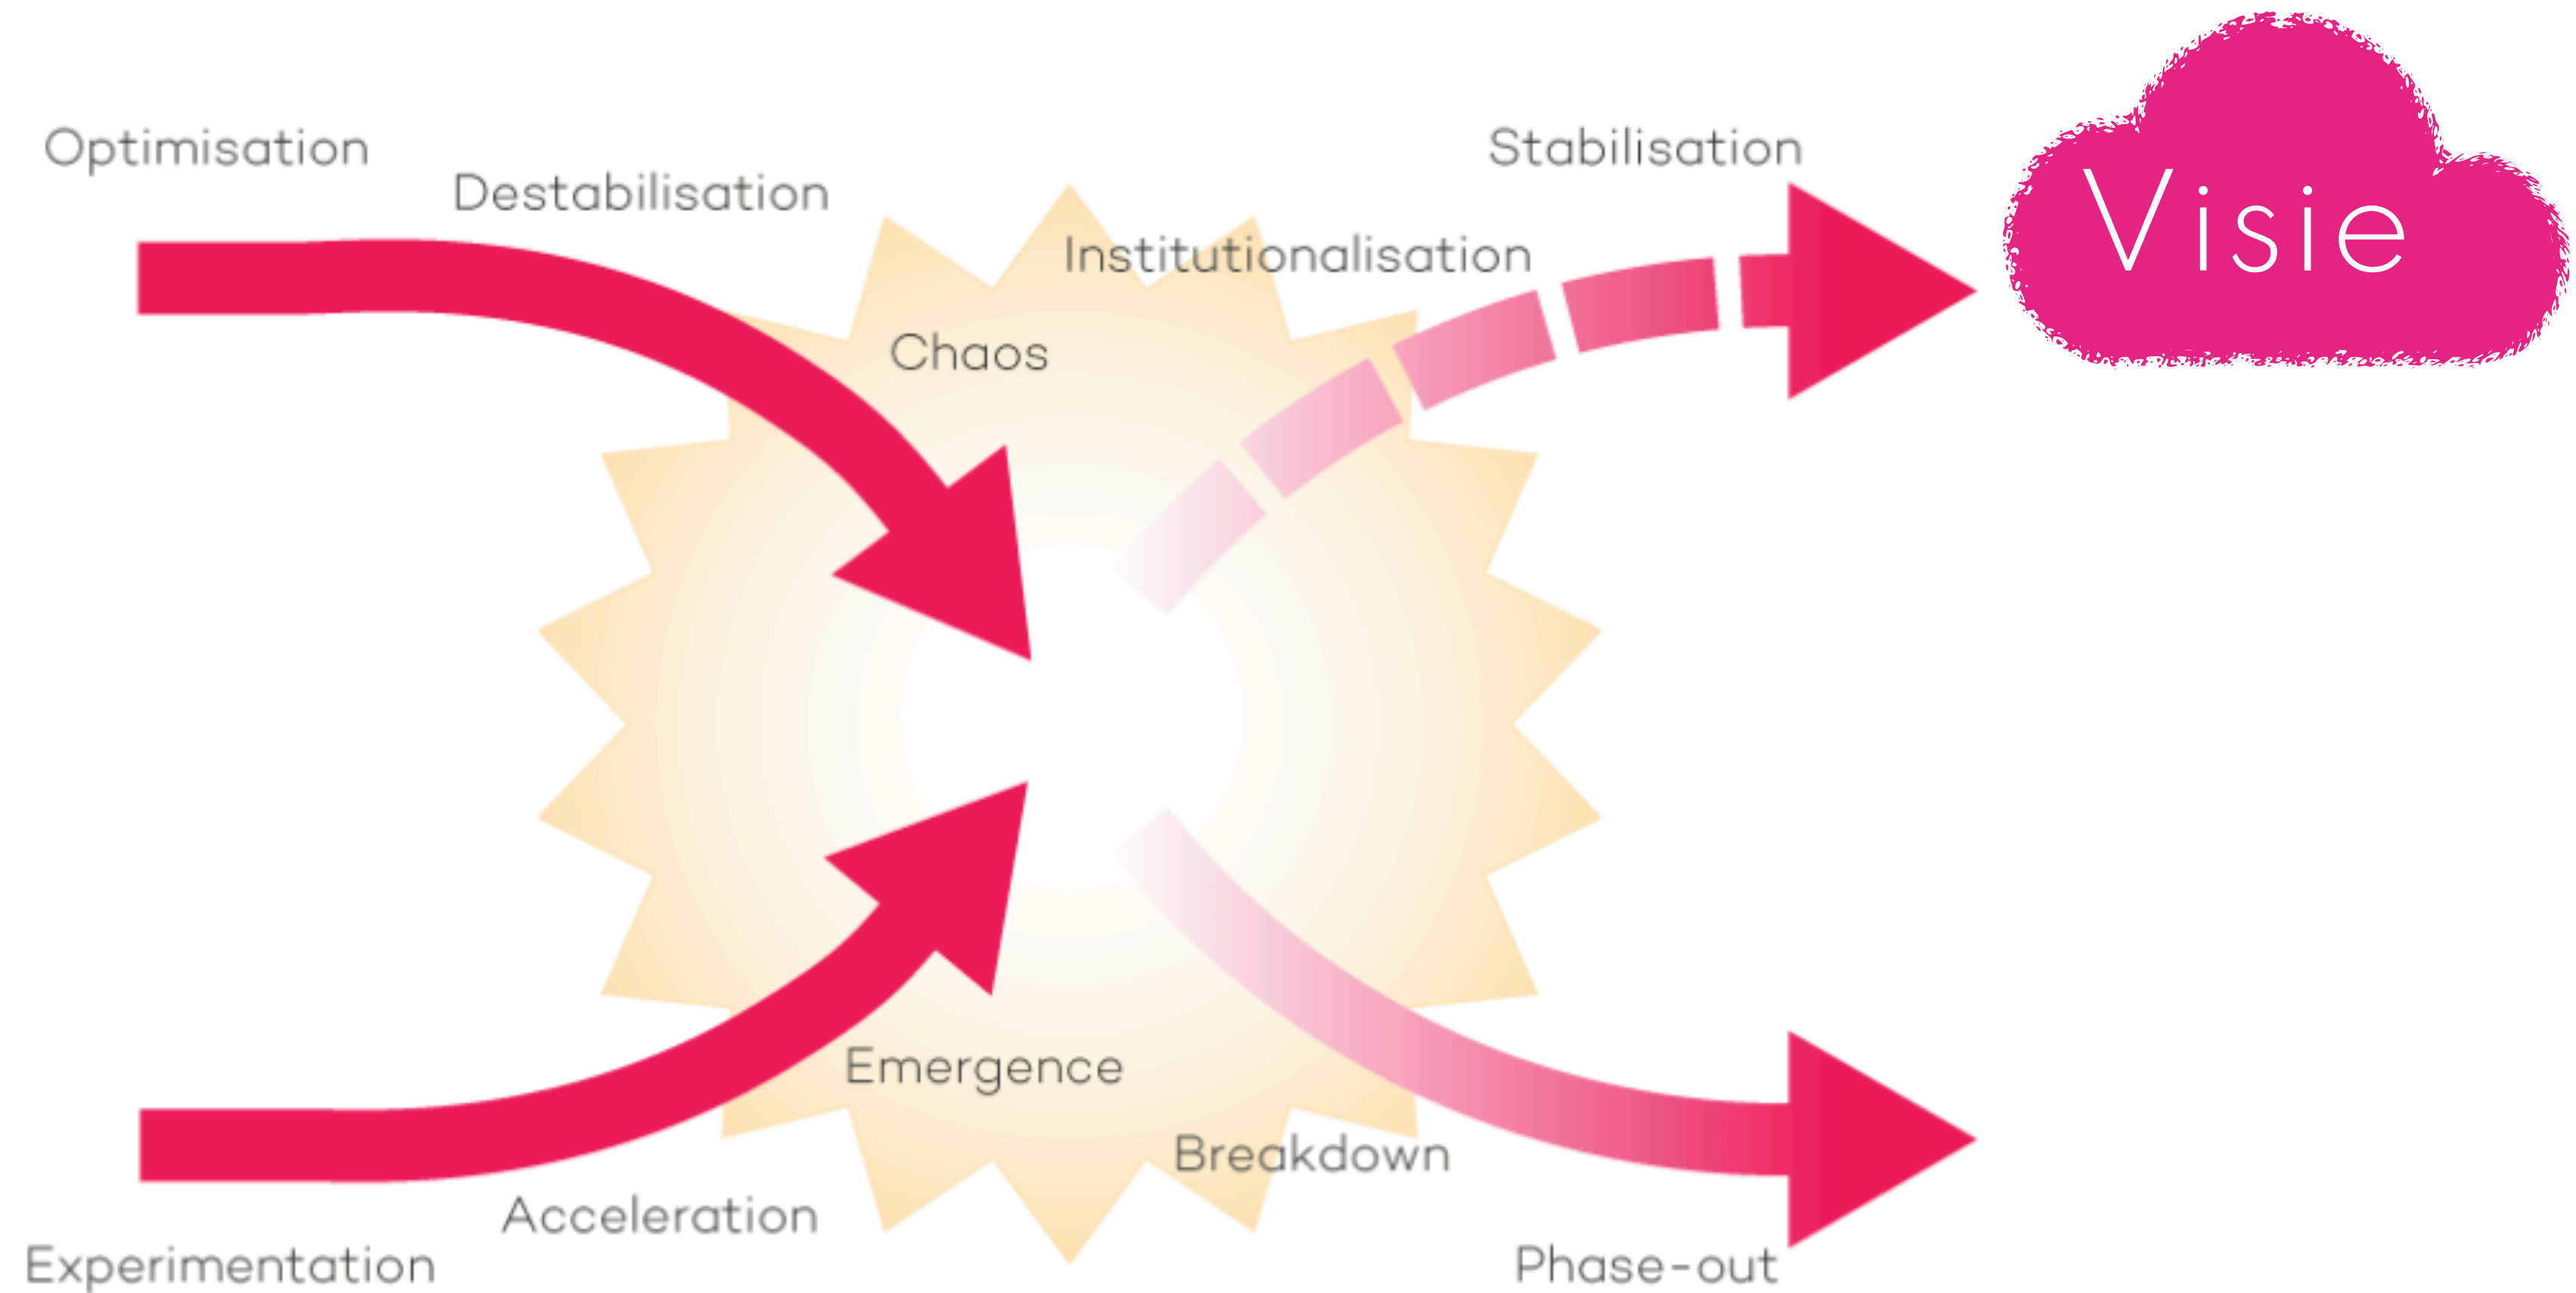 Optimisation
Destabilisation
Chaos
Institutionalisation
Stabilisation
Visie
Experimentation
Acceleration
Emergence
Breakdown
Phase-out